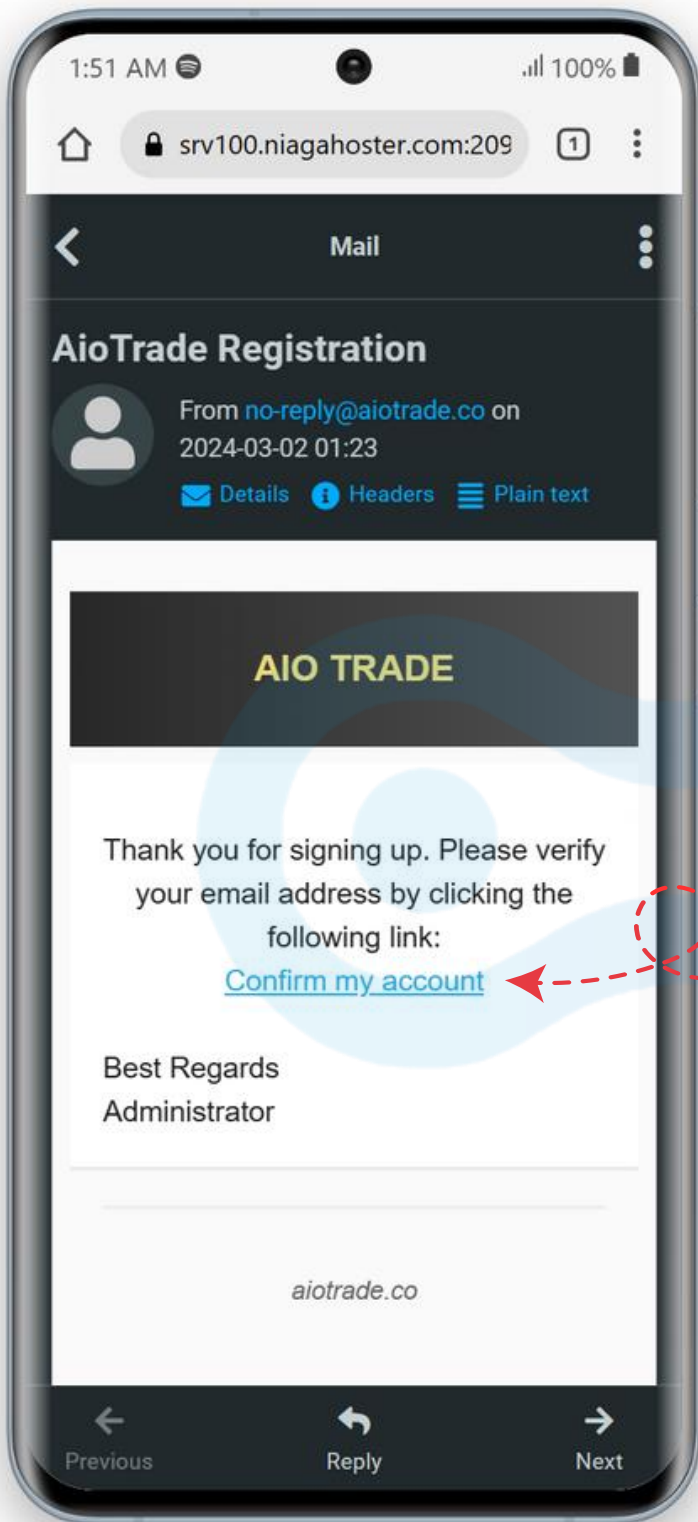 1:51 AM
100%
srv100.niagahoster.com:209
1
Mail
AioTrade Registration
From no-reply@aiotrade.co on
2024-03-02 01:23
Details Headers Plain text
AIO TRADE
Thank you for signing up. Please verify
your email address by clicking the
following link:
Confirm my account
Best Regards
Administrator
aiotrade.co
Previous Reply Next